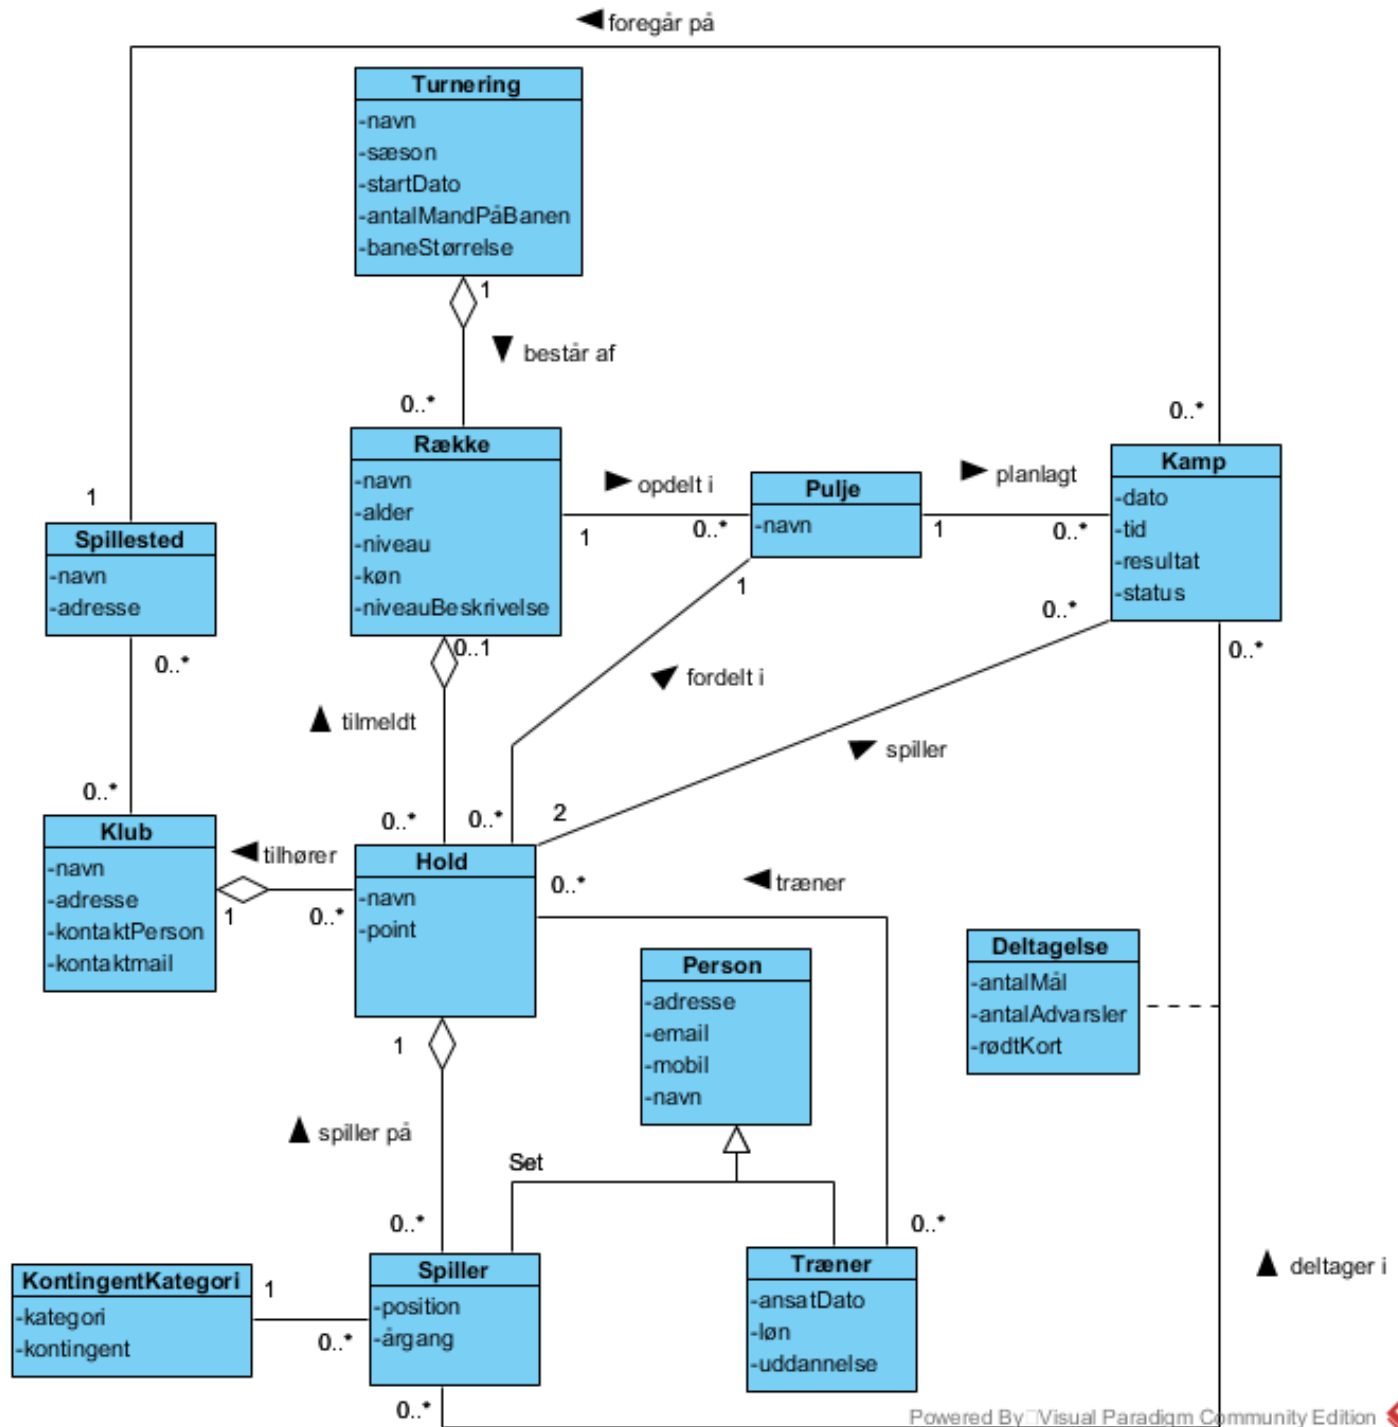 foregår på
Turnering
-navn
-sæson
-startDato
-antalMandPåBanen
-baneStørrelse
1
består af
0..*
0..*
Række
-navn
-alder
-niveau
-køn
-niveauBeskrivelse
opdelt i
1
0..*
Pulje
-navn
planlagt
1
0..*
Kamp
-dato
-tid
-resultat
-status
1
Spillested
-navn
-adresse
0..*
0..1
1
0..*
0..*
fordelt i
tilmeldt
spiller
0..*
0..*
0..*
2
Klub
-navn
-adresse
-kontaktPerson
-kontaktmail
tilhører
1
0..*
Hold
-navn
-point
0..*
træner
Person
-adresse
-email
-mobil
-navn
Deltagelse
-antalMål
-antalAdvarsler
-rødtKort
1
spiller på
Set
0..*
0..*
KontingentKategori
-kategori
-kontingent
1
0..*
Spiller
-position
-årgang
Træner
-ansatDato
-løn
-uddannelse
deltager i
0..*
Powered By Visual Paradigm Community Edition